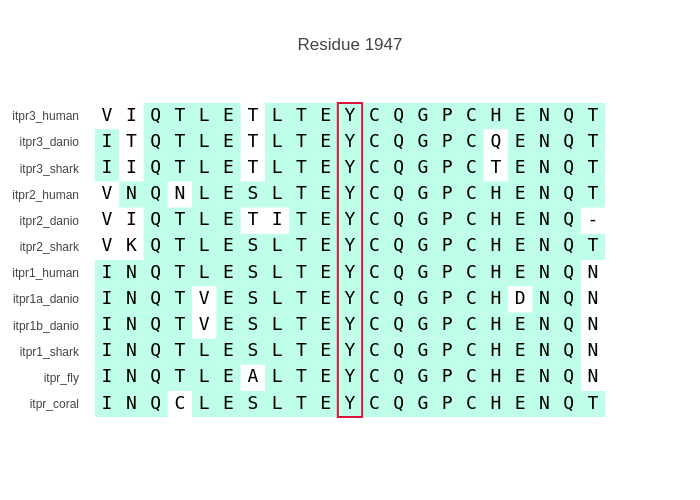 Residue 1947
itpr3_human V I Q T L E T L T E Y C Q G P C H E N Q T
itpr3_danio I T Q T L E T L T E Y C Q G P C Q E N Q T
itpr3_shark I I Q T L E T L T E Y C Q G P C T E N Q T
itpr2_human V N Q N L E S L T E Y C Q G P C H E N Q T
itpr2_danio V I Q T L E T I T E Y C Q G P C H E N Q -
itpr2_shark V K Q T L E S L T E Y C Q G P C H E N Q T
itpr1_human I N Q T L E S L T E Y C Q G P C H E N Q N
itpr1a_danio I N Q T V E S L T E Y C Q G P C H D N Q N
itpr1b_danio I N Q T V E S L T E Y C Q G P C H E N Q N
itpr1_shark I N Q T L E S L T E Y C Q G P C H E N Q N
itpr_fly I N Q T L E A L T E Y C Q G P C H E N Q N
itpr_coral I N Q C L E S L T E Y C Q G P C H E N Q T